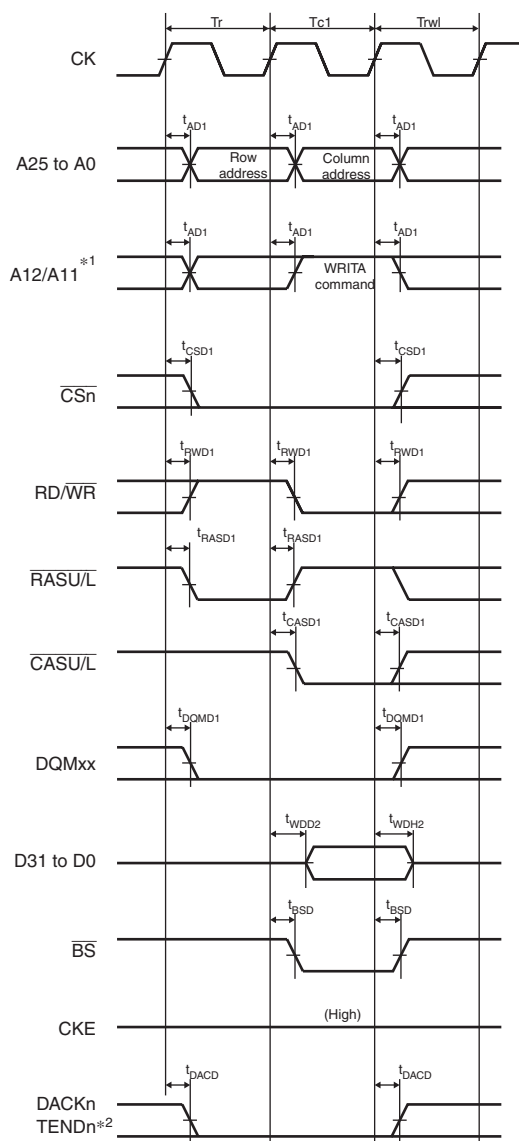 Tr Tc1 Trwl
CK
tAD1 tAD1 tAD1
A25 to A0
Row address
Column address
tAD1 tAD1 tAD1
A12/A11*1
WRITA command
tCSD1 tCSD1
CSn
tRWD1 tRWD1 tRWD1
RD/WR
tRASD1 tRASD1
RASU/L
tCASD1 tCASD1
CASU/L
tDQMD1 tDQMD1
DQMxx
tWDD2 tWDH2
D31 to D0
tBSD tBSD
BS
(High)
CKE
tDACD tDACD
DACKn
TENDn*2